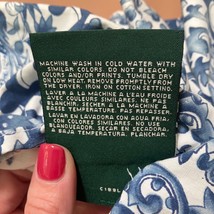 MACHINE WASH IN COLD WATER WITH
SIMILAR COLORS. DO NOT BLEACH.
COLORS AND/OR PRINTS. TUMBLE DRY
ON LOW HEAT. REMOVE PROMPTLY FROM
THE DRYER. IRON ON COTTON SETTING.
LAVER A LA MACHINE A L'EAU FROIDE
AVEC COULEURS SIMILAIRES. NE PAS
BLANCHIR. SECHER A LA MACHINE A
BASSE TEMPERATURE. PAS REPASSER.
LAVAR EN LAVADORA CON AGUA FRIA.
CON COLORES SIMILARES. NO USE
BLANQUEADOR. SECAR EN SECADORA,
A BAJA TEMPERATURA. PLANCHAR.